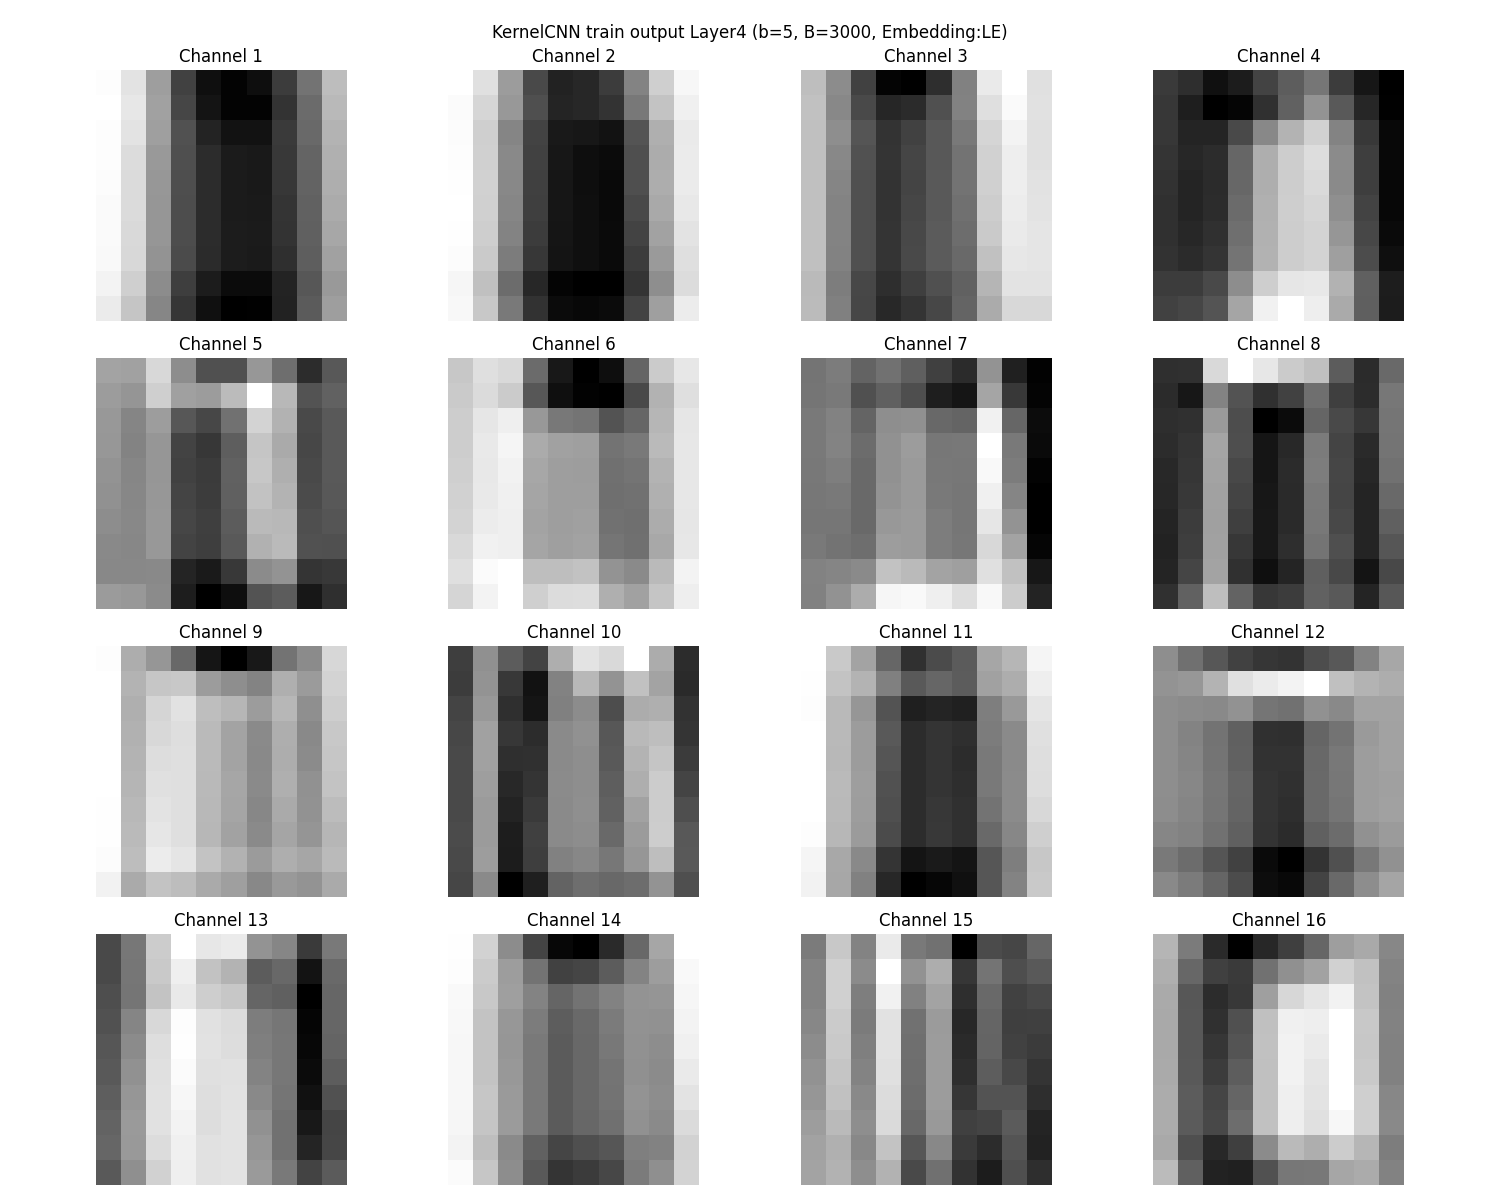 KernelCNN train output Layer4 (b=5, B=3000, Embedding:LE)
Channel 1 Channel 2 Channel 3 Channel 4
Channel 5 Channel 6 Channel 7 Channel 8
Channel 9 Channel 10 Channel 11 Channel 12
Channel 13 Channel 14 Channel 15 Channel 16